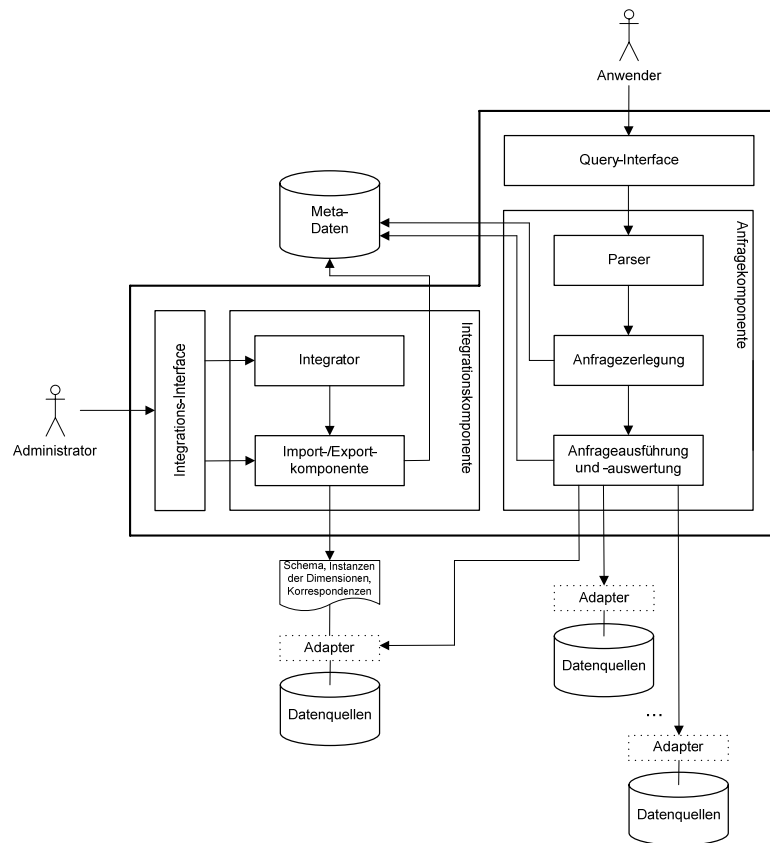 Anwender
Query-Interface
Meta-
Daten
Anfragekomponente
Parser
Integrations-Interface
Integrationskomponente
Integrator
Anfragezerlegung
Administrator
Import-/Export-
komponente
Anfrageausführung
und -auswertung
Schema, Instanzen
der Dimensionen,
Korrespondenzen
Adapter
Adapter
Datenquellen
Datenquellen
...
Adapter
Datenquellen